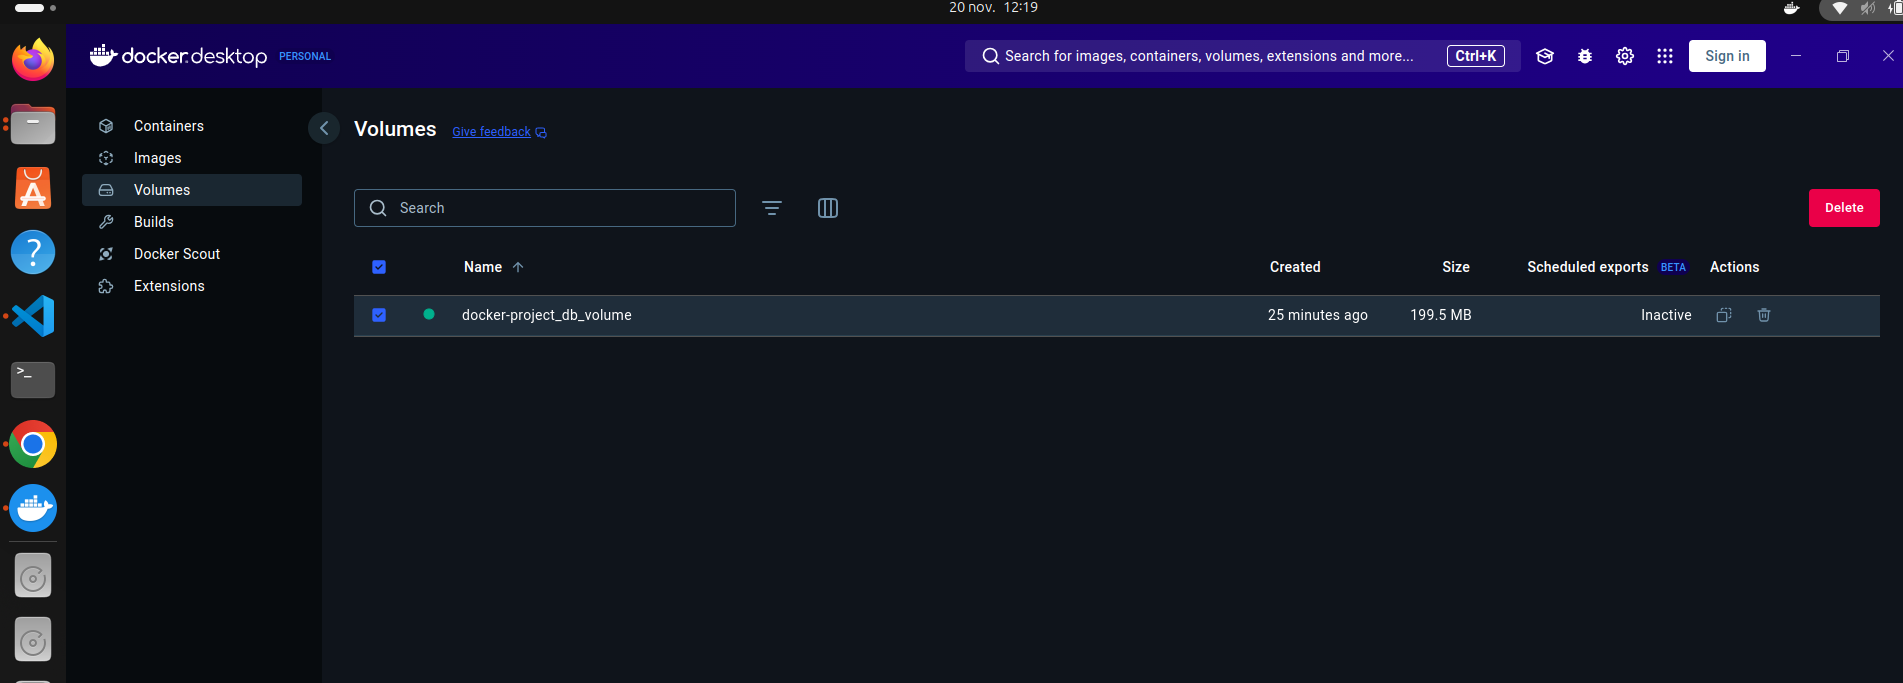 20 nov. 12:19
docker.desktop PERSONAL
Search for images, containers, volumes, extensions and more... Ctrl+K
Sign in
Containers
Images
Volumes
Builds
Docker Scout
Extensions
Volumes Give feedback
Search
Delete
Name Created Size Scheduled exports BETA Actions
docker-project_db_volume 25 minutes ago 199.5 MB Inactive